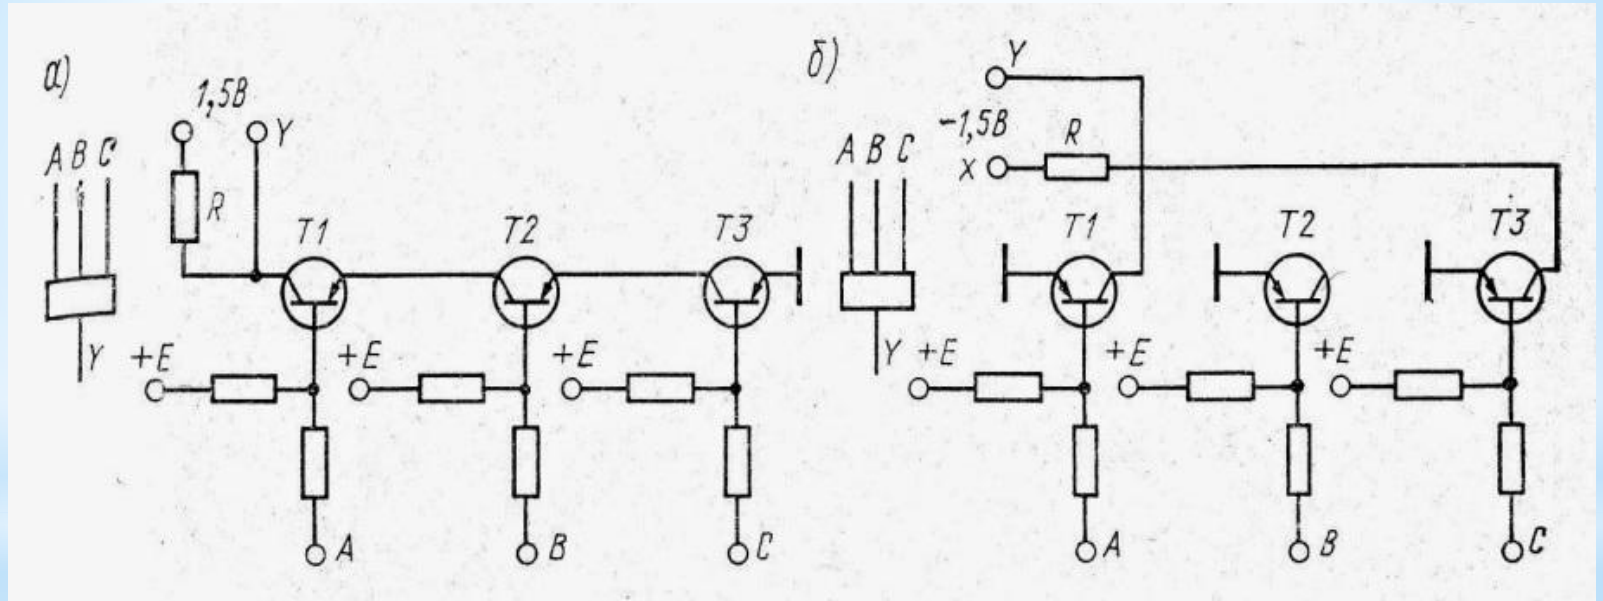 а)
1,5В
Y
A B C
R
T1
T2
T3
Y
+E
+E
+E
A
B
C
б)
Y
-1,5В
R
A B C
X
T1
T2
T3
Y
+E
+E
+E
A
B
C